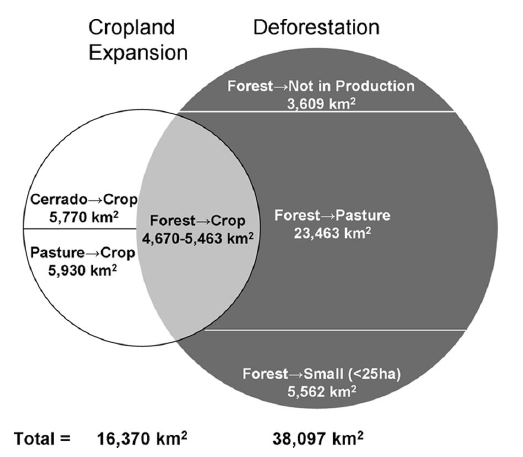 Cropland
Expansion
Deforestation
Forest→Not in Production
3,609 km²
Cerrado→Crop
5,770 km²
Pasture→Crop
5,930 km²
Forest→Crop
4,670-5,463 km²
Forest→Pasture
23,463 km²
Forest→Small (<25ha)
5,562 km²
Total = 16,370 km² 38,097 km²